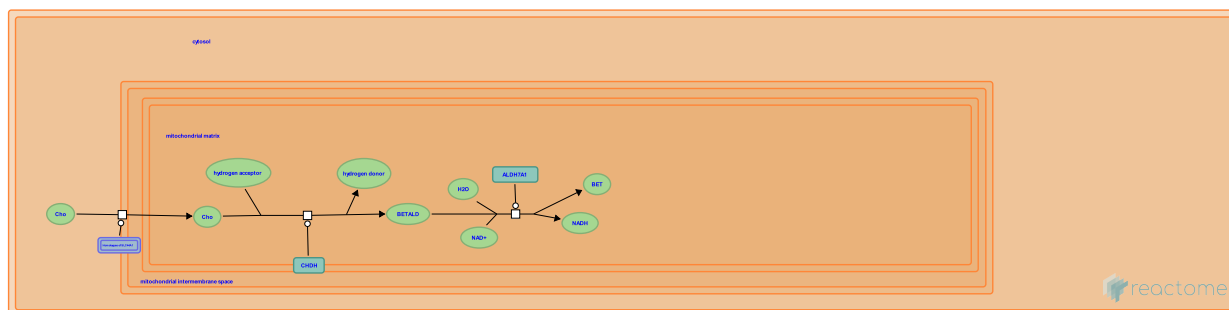 cytosol
mitochondrial matrix
hydrogen acceptor
hydrogen donor
ALDH7A1
H2O
BET
Cho
Cho
BETALD
NADH
NAD+
CHDH
mitochondrial intermembrane space
reactome